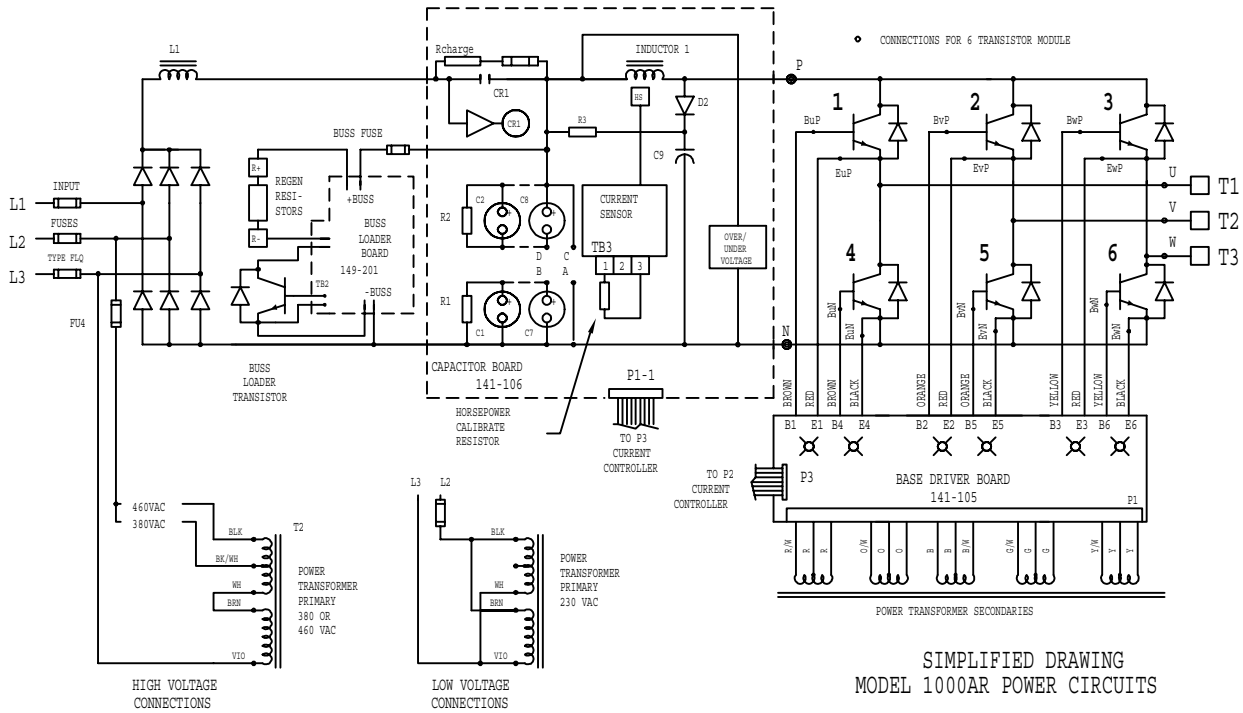 L1
Rcharge
CR1
CR1
INDUCTOR 1
HS
D2
R3
C9
CONNECTIONS FOR 6 TRANSISTOR MODULE
P
1
2
3
BuP
BvP
BwP
EuP
EvP
EwP
U
V
W
T1
T2
T3
BUSS FUSE
R+
REGEN
RESI-
STORS
R-
+BUSS
BUSS
LOADER
BOARD
149-201
TB2
-BUSS
INPUT
L1
FUSES
L2
TYPE FLQ
L3
FU4
R2
C2
C8
+
+
D
C
B
A
R1
C1
C7
+
+
CURRENT
SENSOR
TB3
1
2
3
OVER/
UNDER
VOLTAGE
4
5
6
BuN
BvN
BwN
EuN
EvN
EwN
N
BUSS
LOADER
TRANSISTOR
CAPACITOR BOARD
141-106
HORSEPOWER
CALIBRATE
RESISTOR
P1-1
TO P3
CURRENT
CONTROLLER
BROWN
RED
BROWN
BLACK
ORANGE
RED
ORANGE
BLACK
YELLOW
RED
YELLOW
BLACK
B1
E1
B4
E4
B2
E2
B5
E5
B3
E3
B6
E6
TO P2
CURRENT
CONTROLLER
P3
BASE DRIVER BOARD
141-105
P1
R/W
R
R
O/W
O
O
B
B
B/W
G/W
G
G
Y/W
Y
Y
POWER TRANSFORMER SECONDARIES
460VAC
380VAC
BLK
BK/WH
WH
BRN
VIO
T2
POWER
TRANSFORMER
PRIMARY
380 OR
460 VAC
HIGH VOLTAGE
CONNECTIONS
L3
L2
BLK
WH
BRN
VIO
POWER
TRANSFORMER
PRIMARY
230 VAC
LOW VOLTAGE
CONNECTIONS
SIMPLIFIED DRAWING
MODEL 1000AR POWER CIRCUITS